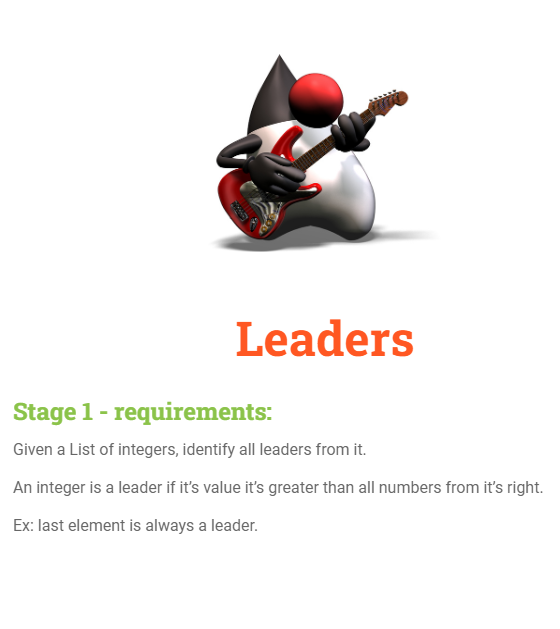 Leaders
Stage 1 - requirements:
Given a List of integers, identify all leaders from it.
An integer is a leader if it’s value it’s greater than all numbers from it’s right.
Ex: last element is always a leader.